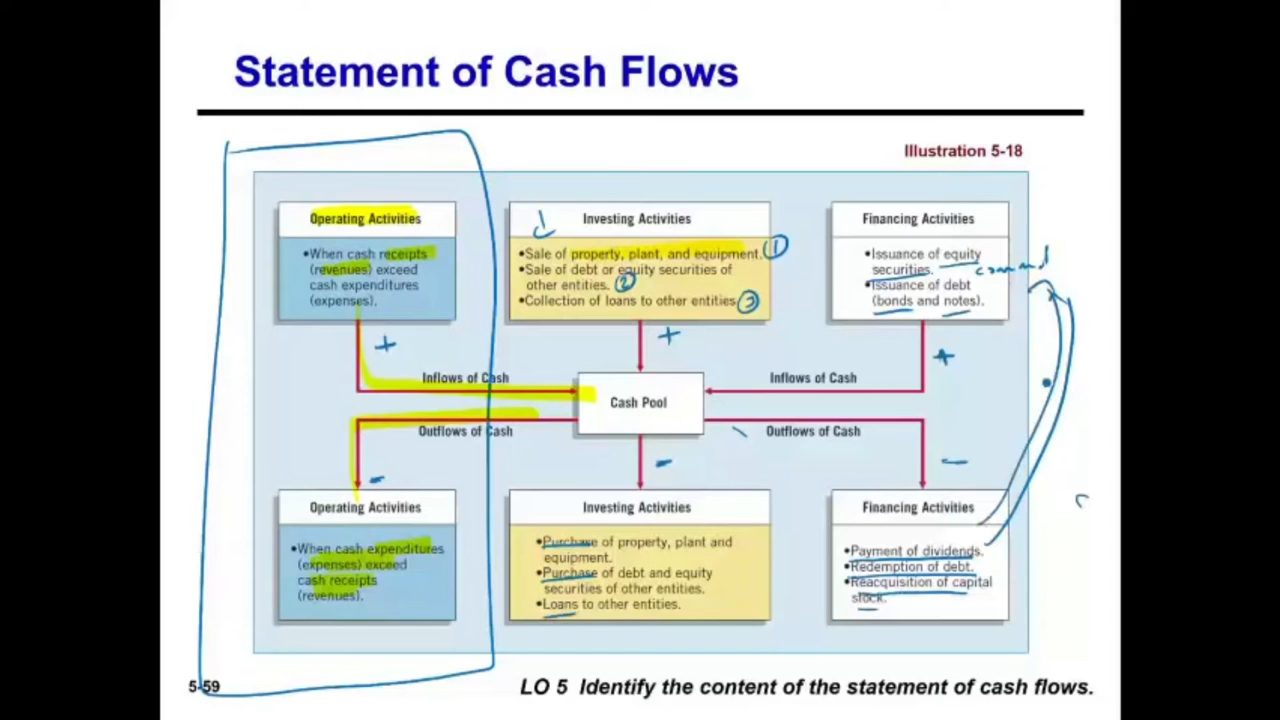 Statement of Cash Flows
Illustration 5-18
Operating Activities
•When cash receipts
(revenues) exceed
cash expenditures
(expenses).
Investing Activities
•Sale of property, plant, and equipment. 1
•Sale of debt or equity securities of
other entities. 2
•Collection of loans to other entities. 3
Financing Activities
•Issuance of equity
securities.
•Issuance of debt
(bonds and notes).
+
+
+
Inflows of Cash
Inflows of Cash
Cash Pool
Outflows of Cash
Outflows of Cash
-
-
-
Operating Activities
•When cash expenditures
(expenses) exceed
cash receipts
(revenues).
Investing Activities
•Purchase of property, plant and
equipment.
•Purchase of debt and equity
securities of other entities.
•Loans to other entities.
Financing Activities
•Payment of dividends.
•Redemption of debt.
•Reacquisition of capital
stock.
5-59
LO 5 Identify the content of the statement of cash flows.